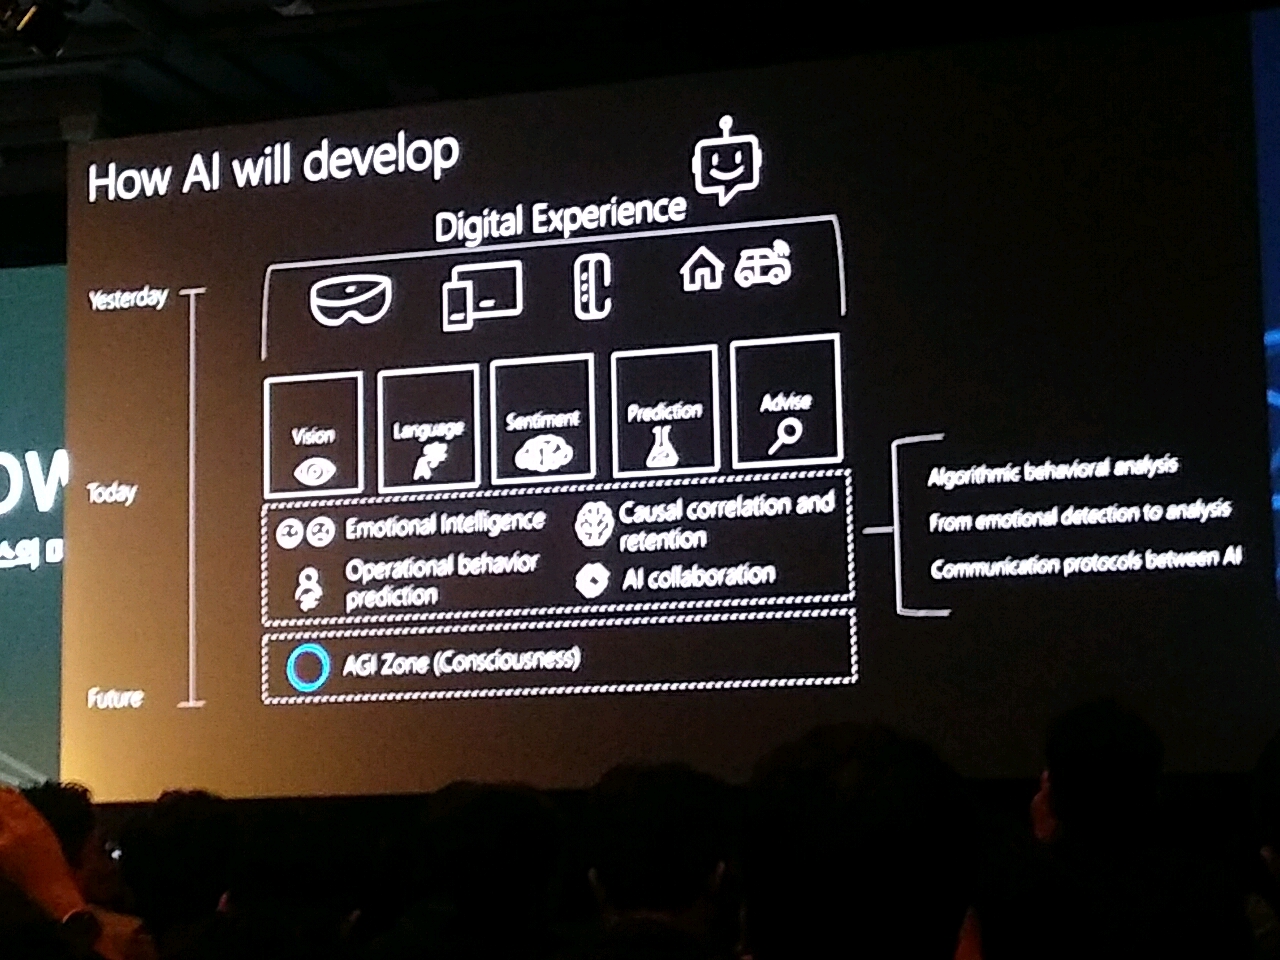 How AI will develop
Digital Experience
Yesterday
Vision
Language
Sentiment
Prediction
Advise
Today
Emotional Intelligence
Causal correlation and
retention
Operational behavior
prediction
AI collaboration
Algorithmic behavioral analysis
From emotional detection to analysis
Communication protocols between AI
AGI Zone (Consciousness)
Future
OW
스의